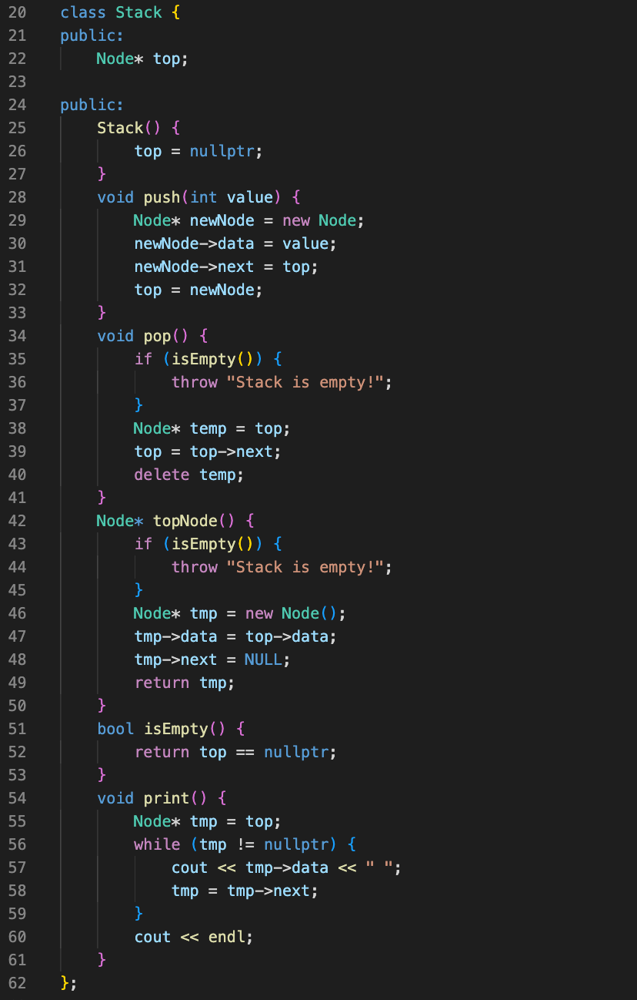 20 class Stack {
21 public:
22     Node* top;
23
24 public:
25     Stack() {
26         top = nullptr;
27     }
28     void push(int value) {
29         Node* newNode = new Node;
30         newNode->data = value;
31         newNode->next = top;
32         top = newNode;
33     }
34     void pop() {
35         if (isEmpty()) {
36             throw "Stack is empty!";
37         }
38         Node* temp = top;
39         top = top->next;
40         delete temp;
41     }
42     Node* topNode() {
43         if (isEmpty()) {
44             throw "Stack is empty!";
45         }
46         Node* tmp = new Node();
47         tmp->data = top->data;
48         tmp->next = NULL;
49         return tmp;
50     }
51     bool isEmpty() {
52         return top == nullptr;
53     }
54     void print() {
55         Node* tmp = top;
56         while (tmp != nullptr) {
57             cout << tmp->data << " ";
58             tmp = tmp->next;
59         }
60         cout << endl;
61     }
62 };